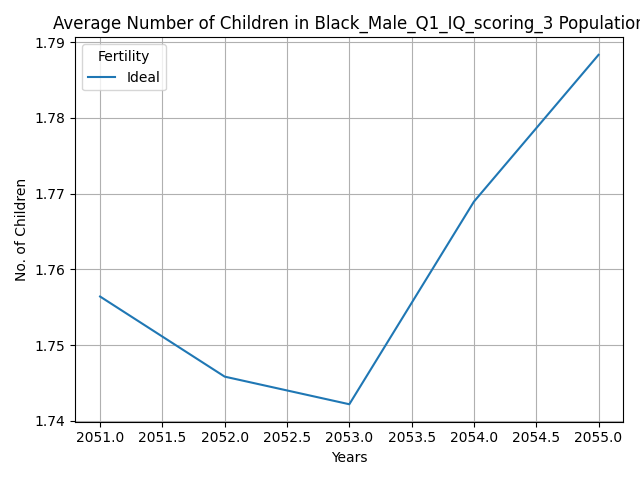 Average Number of Children in Black_Male_Q1_IQ_scoring_3 Population
Fertility
Ideal
1.79
1.78
1.77
1.76
1.75
1.74
No. of Children
2051.0 2051.5 2052.0 2052.5 2053.0 2053.5 2054.0 2054.5 2055.0
Years